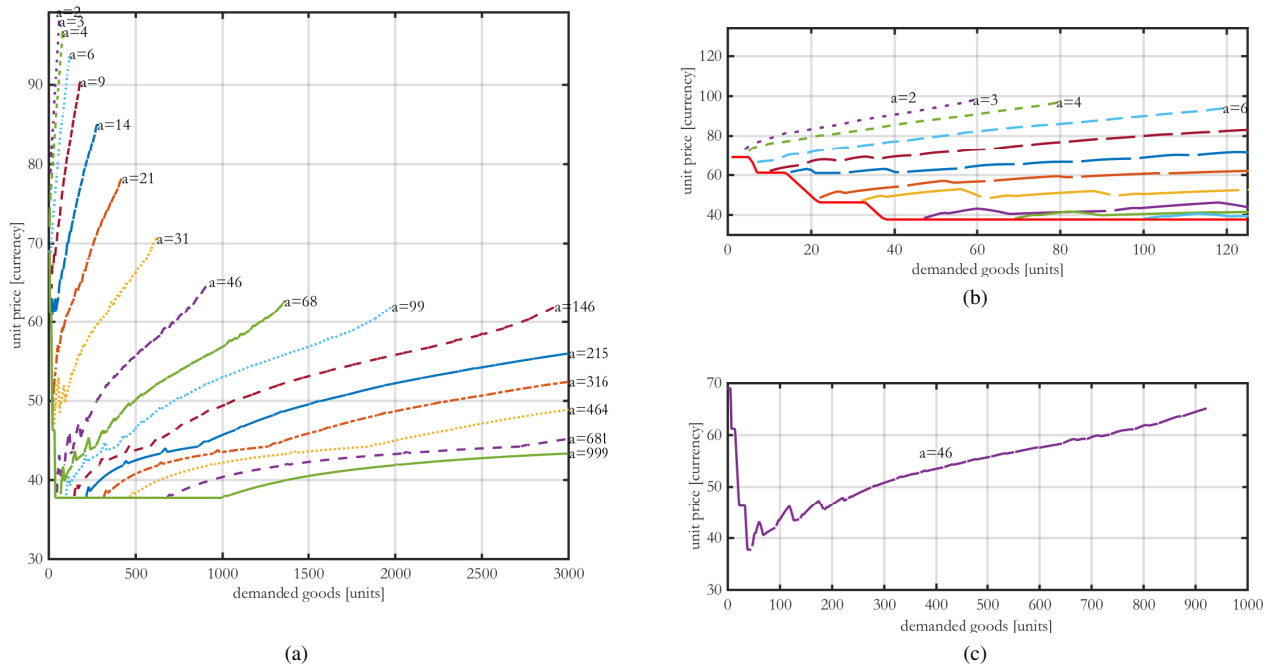 a=2
a=3
a=4
a=6
a=9
a=14
a=21
a=31
a=46
a=68
a=99
a=146
a=215
a=316
a=464
a=681
a=999
90
80
70
60
50
40
30
0
500
1000
1500
2000
2500
3000
unit price [currency]
demanded goods [units]
(a)
a=2
a=3
a=4
a=6
120
100
80
60
40
0
20
40
60
80
100
120
unit price [currency]
demanded goods [units]
(b)
a=46
70
60
50
40
30
0
100
200
300
400
500
600
700
800
900
1000
unit price [currency]
demanded goods [units]
(c)